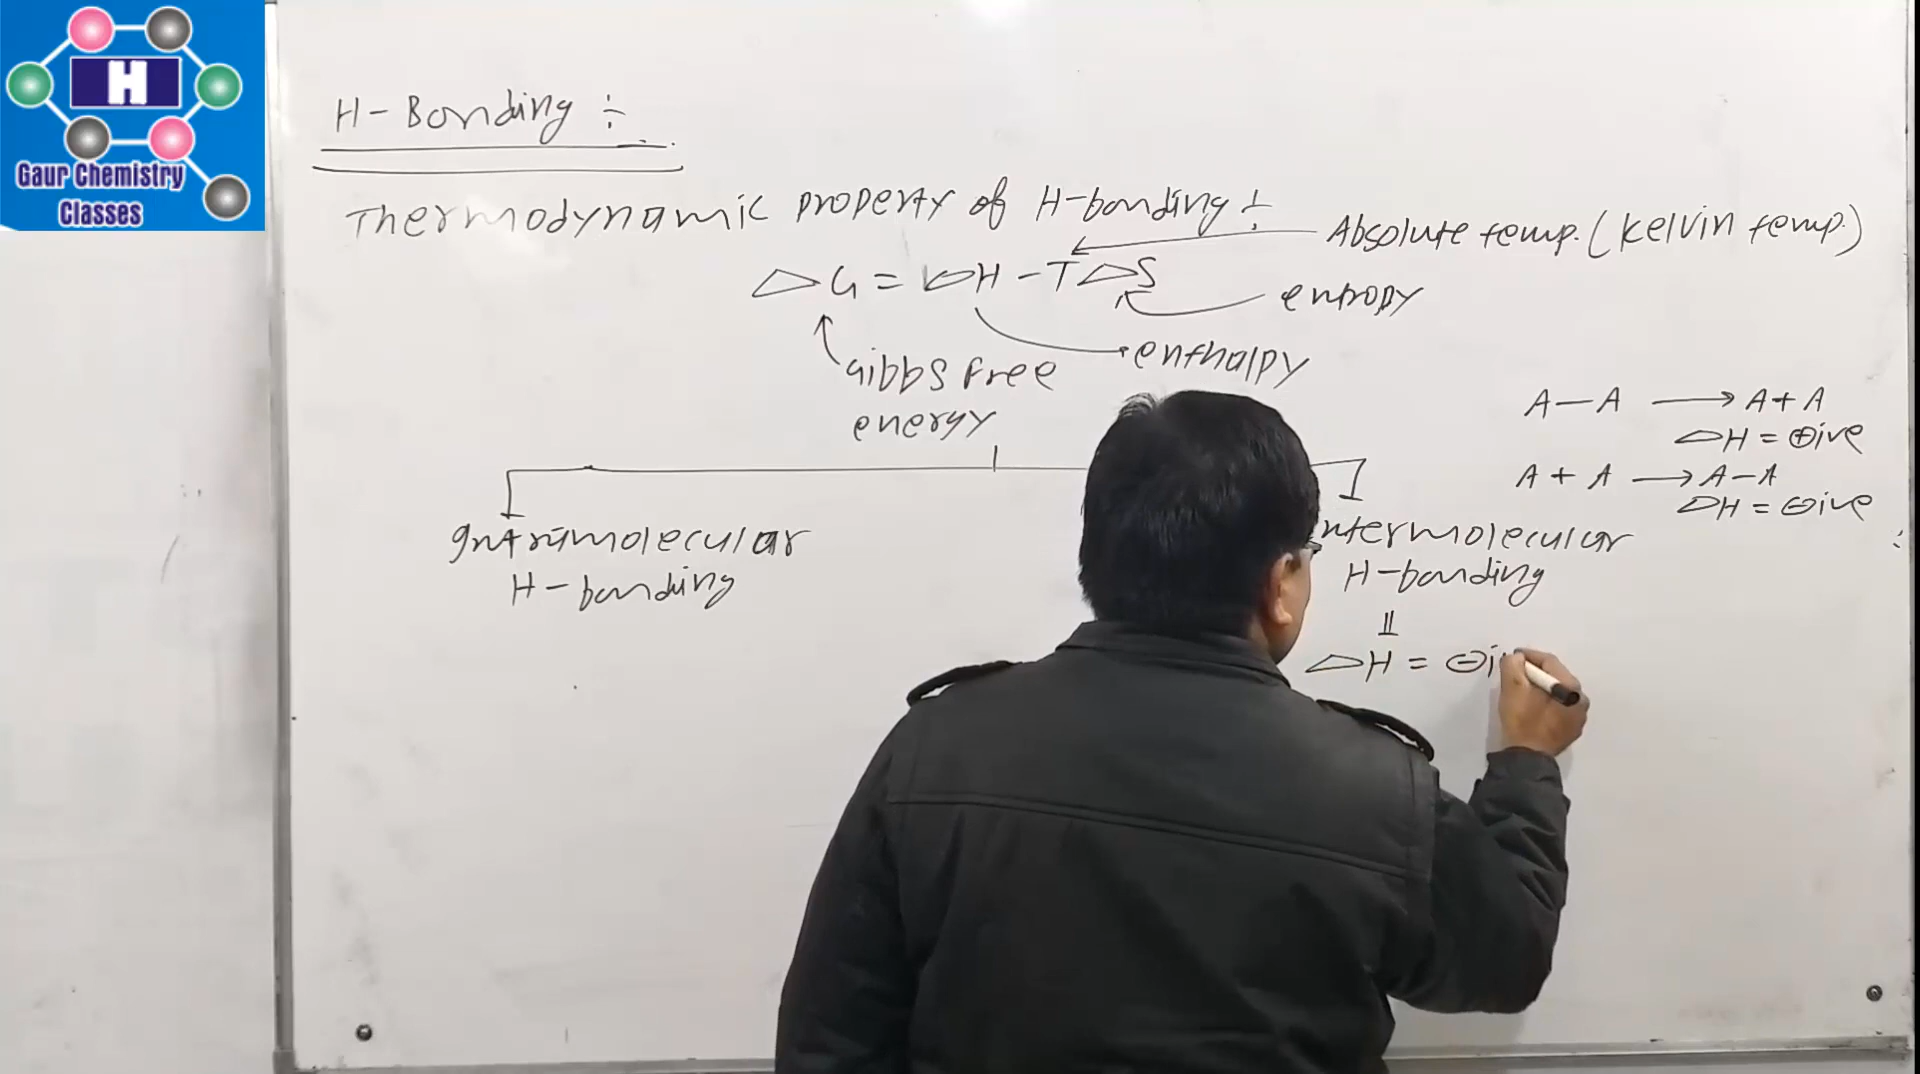 H
Gaur Chemistry
Classes
H-Bonding ÷
Thermodynamic property of H-bonding ÷
Absolute temp. (Kelvin temp.)
△G = △H - T△S
entropy
enthalpy
Gibbs free
energy
A — A → A + A
△H = ⊕ive
A + A → A - A
△H = ⊖ive
Intramolecular
H-bonding
ntermolecular
H-bonding
△H = ⊖i